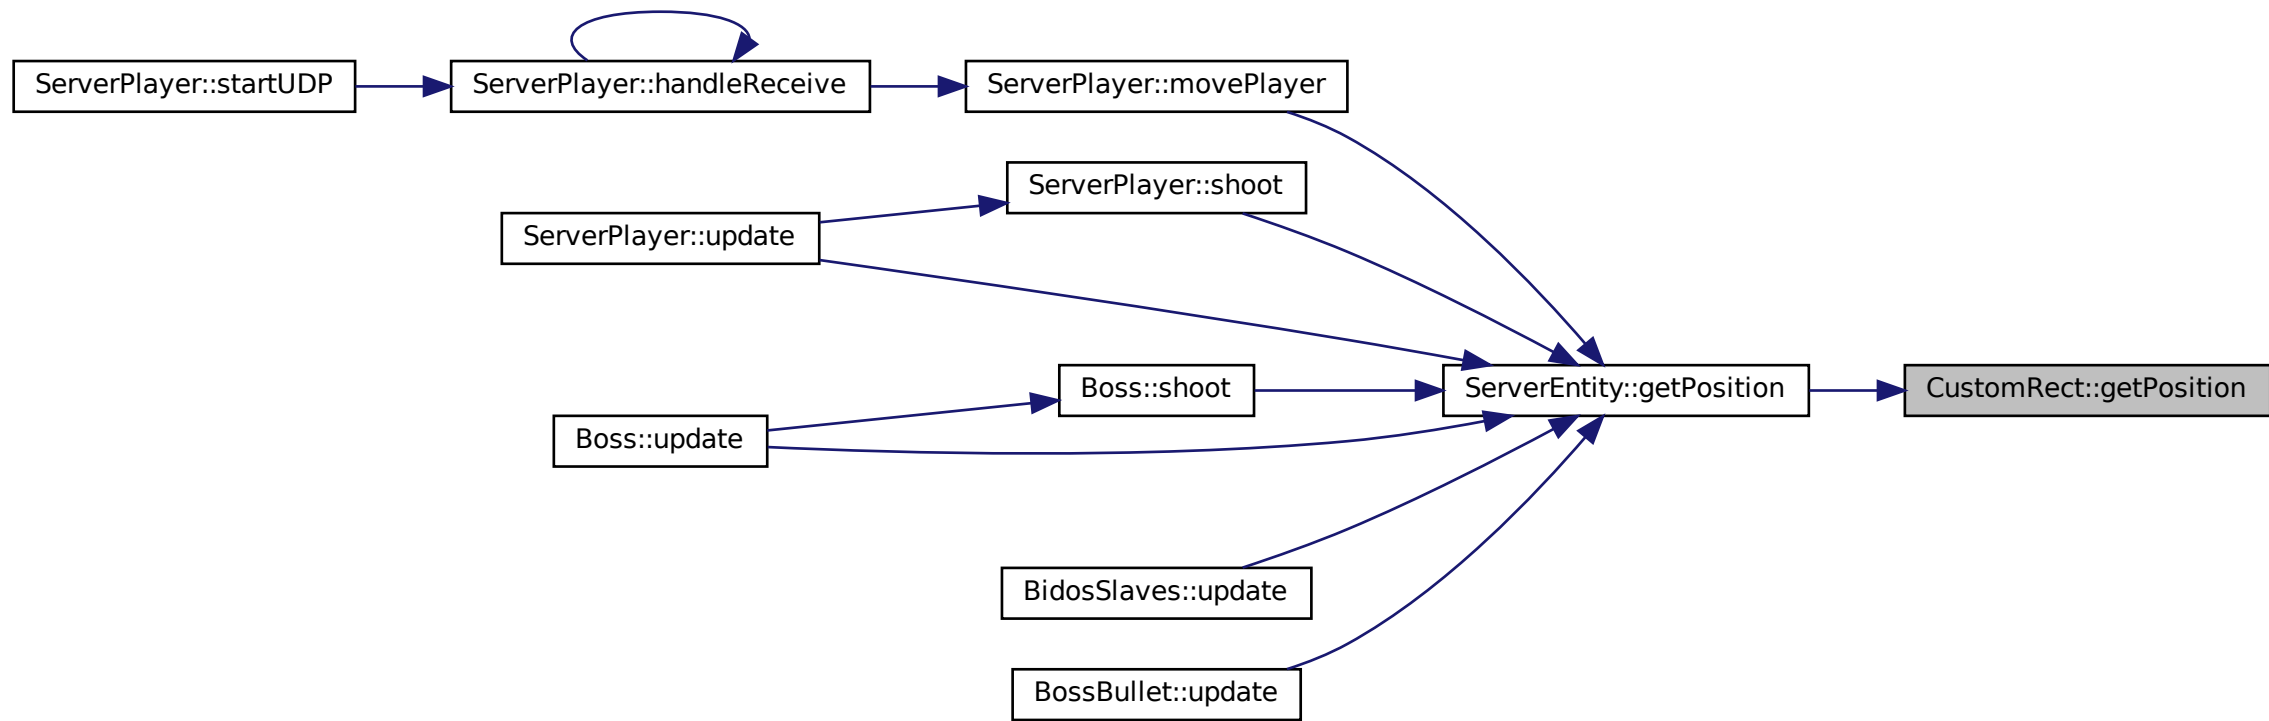 ServerPlayer::startUDP
ServerPlayer::handleReceive
ServerPlayer::movePlayer
ServerPlayer::shoot
ServerPlayer::update
Boss::shoot
ServerEntity::getPosition
CustomRect::getPosition
Boss::update
BidosSlaves::update
BossBullet::update